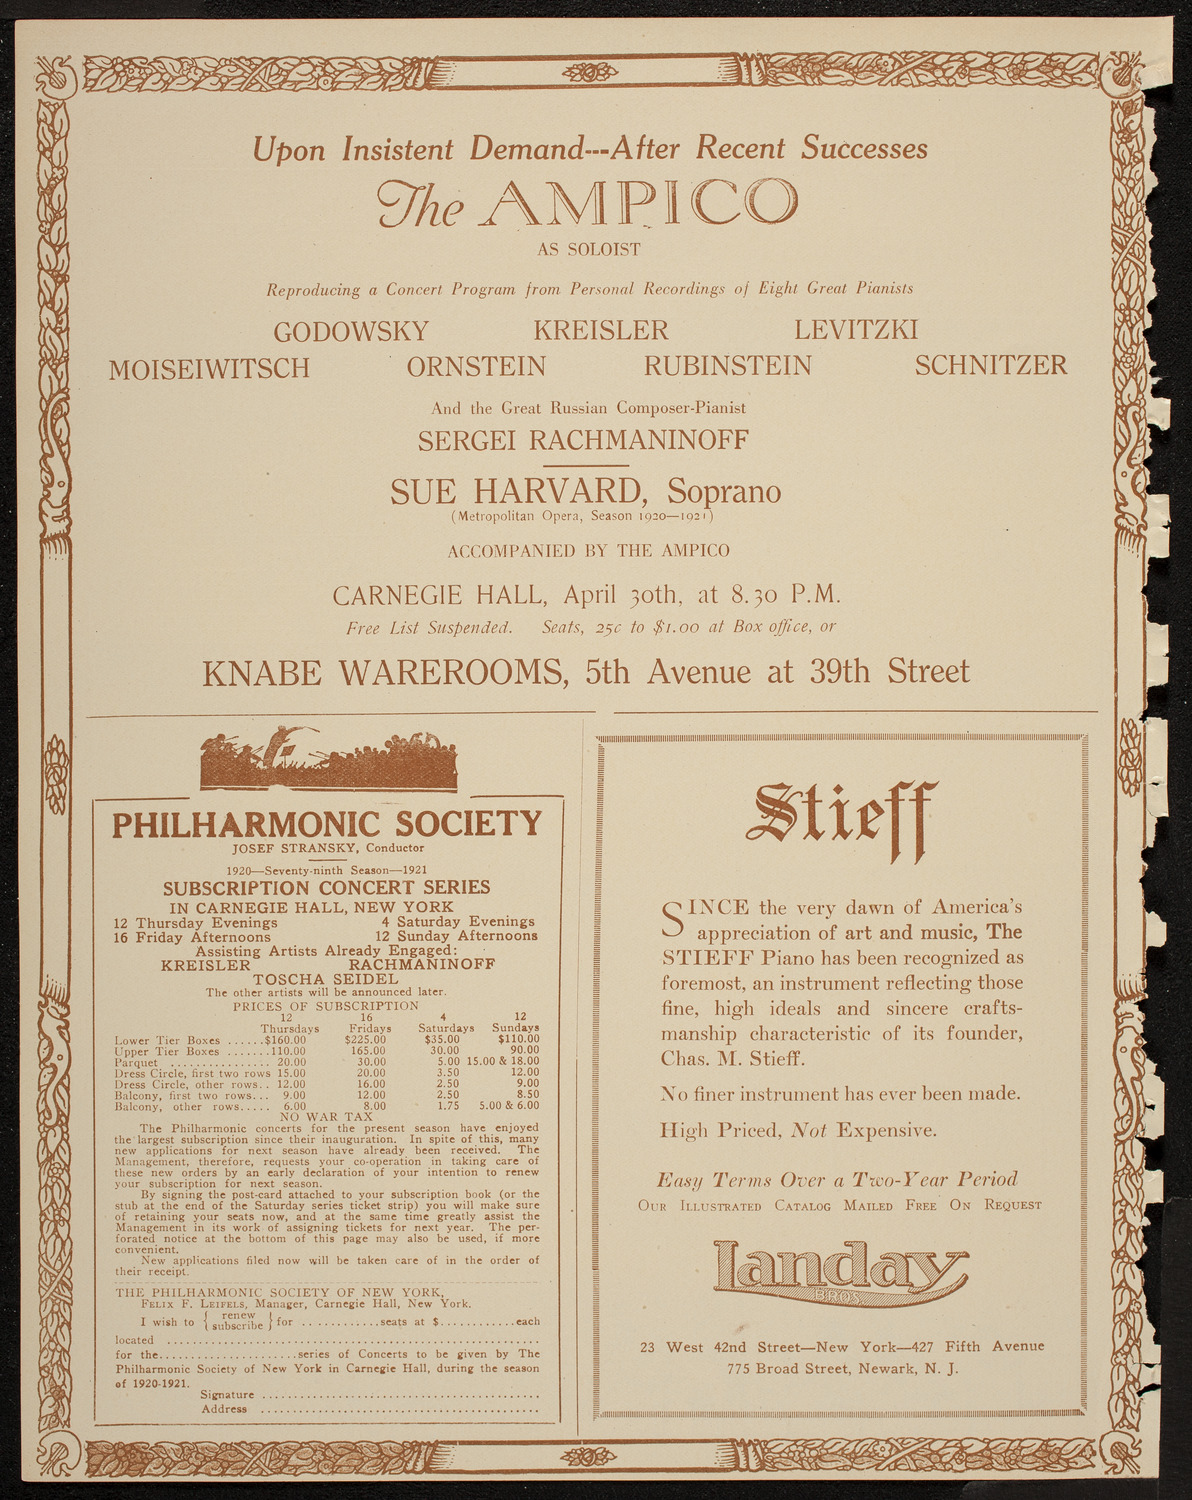 Upon Insistent Demand---After Recent Successes
The AMPICO
AS SOLOIST
Reproducing a Concert Program from Personal Recordings of Eight Great Pianists
GODOWSKY KREISLER LEVITZKI
MOISEIWITSCH ORNSTEIN RUBINSTEIN SCHNITZER
And the Great Russian Composer-Pianist
SERGEI RACHMANINOFF
SUE HARVARD, Soprano
(Metropolitan Opera, Season 1920—1921)
ACCOMPANIED BY THE AMPICO
CARNEGIE HALL, April 30th, at 8.30 P.M.
Free List Suspended. Seats, 25c to $1.00 at Box office, or
KNABE WAREROOMS, 5th Avenue at 39th Street
PHILHARMONIC SOCIETY
JOSEF STRANSKY, Conductor
1920—Seventy-ninth Season—1921
SUBSCRIPTION CONCERT SERIES
IN CARNEGIE HALL, NEW YORK
12 Thursday Evenings 4 Saturday Evenings
16 Friday Afternoons 12 Sunday Afternoons
Assisting Artists Already Engaged:
KREISLER RACHMANINOFF
TOSCHA SEIDEL
The other artists will be announced later.
PRICES OF SUBSCRIPTION
12 16 4 12
Thursdays Fridays Saturdays Sundays
Lower Tier Boxes ......$160.00 $225.00 $35.00 $110.00
Upper Tier Boxes .......110.00 165.00 30.00 90.00
Parquet ................ 20.00 30.00 5.00 15.00 & 18.00
Dress Circle, first two rows 15.00 20.00 3.50 12.00
Dress Circle, other rows.. 12.00 16.00 2.50 9.00
Balcony, first two rows... 9.00 12.00 2.50 8.50
Balcony, other rows..... 6.00 8.00 1.75 5.00 & 6.00
NO WAR TAX
The Philharmonic concerts for the present season have enjoyed
the largest subscription since their inauguration. In spite of this, many
new applications for next season have already been received. The
Management, therefore, requests your co-operation in taking care of
these new orders by an early declaration of your intention to renew
your subscription for next season.
By signing the post-card attached to your subscription book (or the
stub at the end of the Saturday series ticket strip) you will make sure
of retaining your seats now, and at the same time greatly assist the
Management in its work of assigning tickets for next year. The per-
forated notice at the bottom of this page may also be used, if more
convenient.
New applications filed now will be taken care of in the order of
their receipt.
THE PHILHARMONIC SOCIETY OF NEW YORK,
FELIX F. LEIFELS, Manager, Carnegie Hall, New York.
I wish to { renew subscribe } for ............seats at $............each
located ............................................................
for the......................series of Concerts to be given by The
Philharmonic Society of New York in Carnegie Hall, during the season
of 1920-1921.
Signature ..........................................
Address ..........................................
Stieff
SINCE the very dawn of America's
appreciation of art and music, The
STIEFF Piano has been recognized as
foremost, an instrument reflecting those
fine, high ideals and sincere crafts-
manship characteristic of its founder,
Chas. M. Stieff.
No finer instrument has ever been made.
High Priced, Not Expensive.
Easy Terms Over a Two-Year Period
OUR ILLUSTRATED CATALOG MAILED FREE ON REQUEST
Landay
BROS.
23 West 42nd Street—New York—427 Fifth Avenue
775 Broad Street, Newark, N. J.